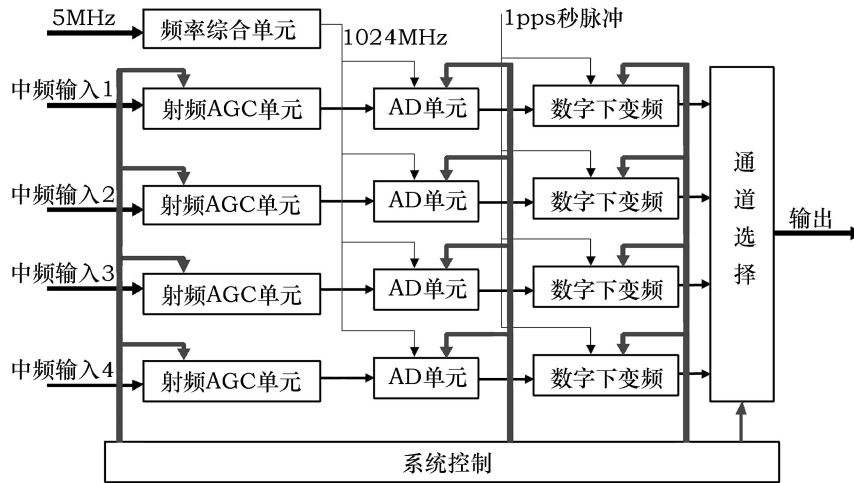 5MHz
频率综合单元
1024MHz
1pps秒脉冲
中频输入1
射频AGC单元
AD单元
数字下变频
中频输入2
射频AGC单元
AD单元
数字下变频
中频输入3
射频AGC单元
AD单元
数字下变频
中频输入4
射频AGC单元
AD单元
数字下变频
通道选择
输出
系统控制